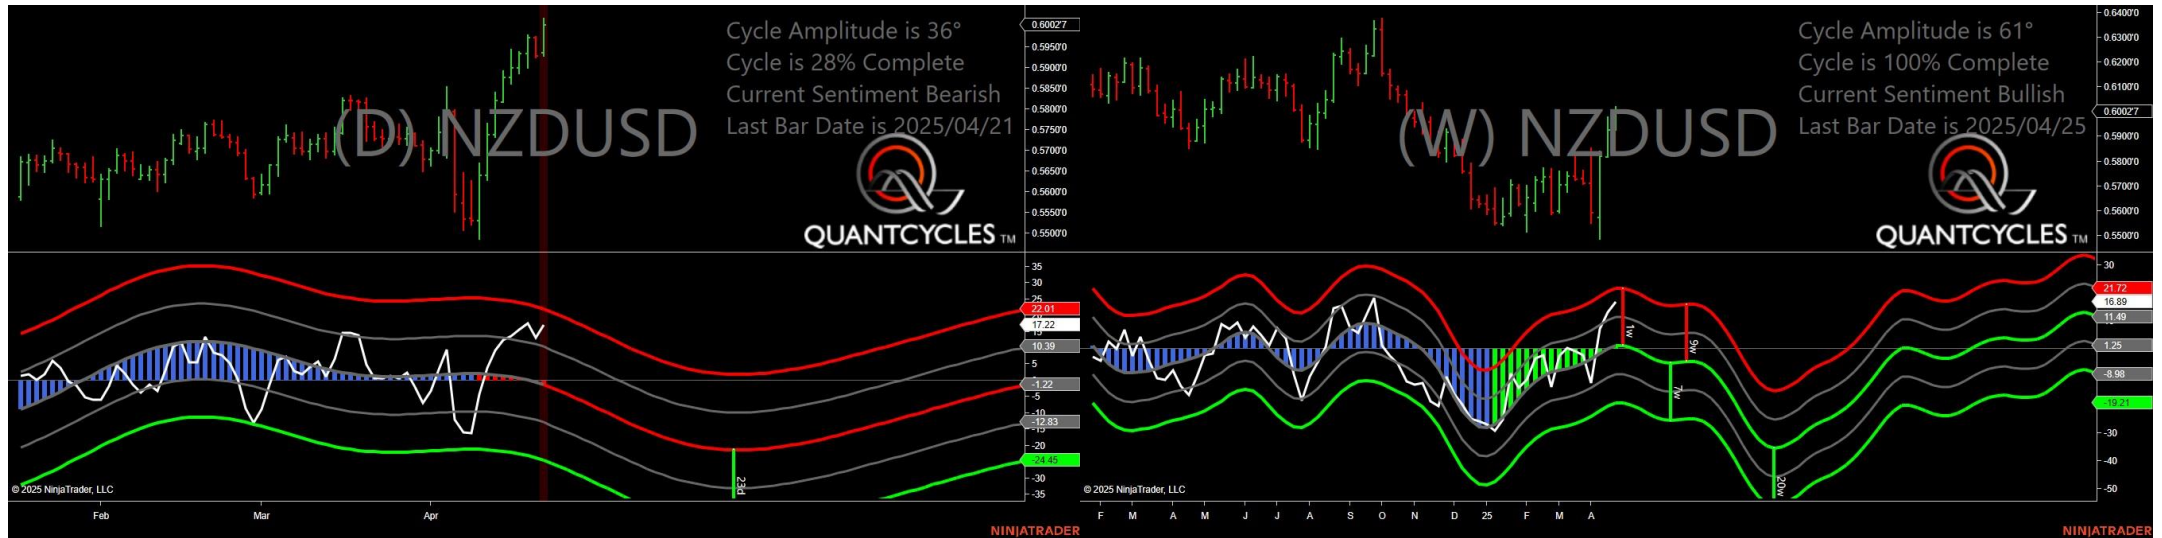 Cycle Amplitude is 36°
Cycle is 28% Complete
Current Sentiment Bearish
Last Bar Date is 2025/04/21
(D) NZDUSD
QUANTCYCLES TM
0.6002'7
0.5950'0
0.5900'0
0.5850'0
0.5800'0
0.5750'0
0.5700'0
0.5650'0
0.5600'0
0.5550'0
0.5500'0
35
30
25
22.01
17.22
10.39
5
-1.22
-5
-10
-12.83
-20
-24.45
-30
-35
23d
© 2025 NinjaTrader, LLC
Feb Mar Apr
NINJATRADER
Cycle Amplitude is 61°
Cycle is 100% Complete
Current Sentiment Bullish
Last Bar Date is 2025/04/25
(W) NZDUSD
QUANTCYCLES TM
0.6400'0
0.6300'0
0.6200'0
0.6100'0
0.6002'7
0.5900'0
0.5800'0
0.5700'0
0.5600'0
0.5500'0
30
21.72
16.89
11.49
1.25
-8.98
-19.21
-30
-40
-50
1w
9w
7w
20w
© 2025 NinjaTrader, LLC
F M A M J J A S O N D 25 F M A
NINJATRADER